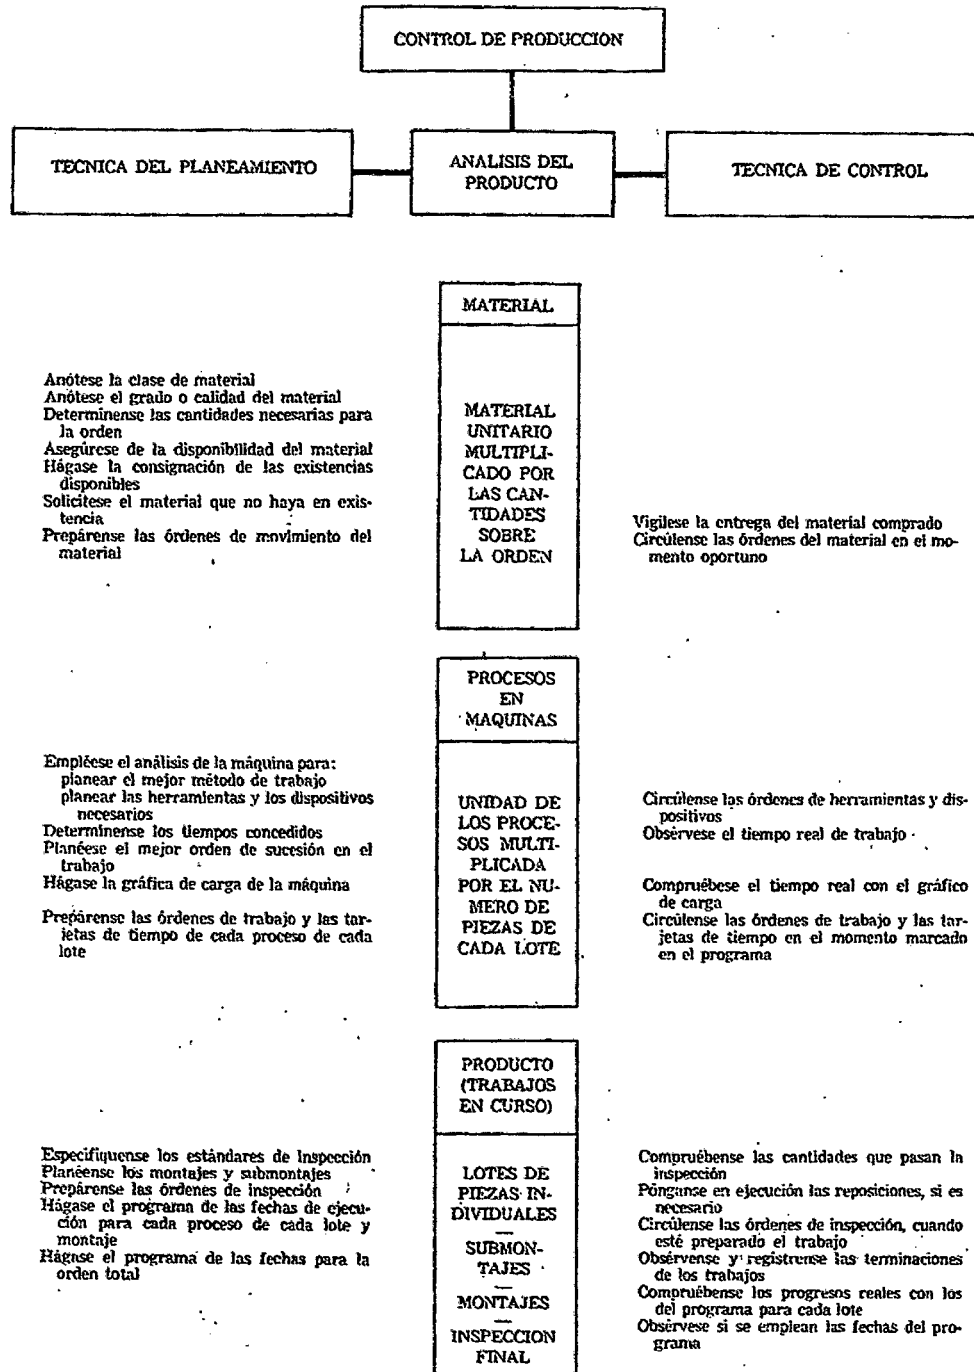 CONTROL DE PRODUCCION
TECNICA DEL PLANEAMIENTO
ANALISIS DEL
PRODUCTO
TECNICA DE CONTROL
MATERIAL
Anótese la clase de material
Anótese el grado o calidad del material
Determínense las cantidades necesarias para
la orden
Asegúrese de la disponibilidad del material
Hágase la consignación de las existencias
disponibles
Solicítese el material que no haya en exis-
tencia
Prepárense las órdenes de movimiento del
material
MATERIAL
UNITARIO
MULTIPLI-
CADO POR
LAS CAN-
TIDADES
SOBRE
LA ORDEN
Vigílese la entrega del material comprado
Circúlense las órdenes del material en el mo-
mento oportuno
PROCESOS
EN
MAQUINAS
Empléese el análisis de la máquina para:
planear el mejor método de trabajo
planear las herramientas y los dispositivos
necesarios
Determínense los tiempos concedidos
Planéese el mejor orden de sucesión en el
trabajo
Hágase la gráfica de carga de la máquina
Prepárense las órdenes de trabajo y las tar-
jetas de tiempo de cada proceso de cada
lote
UNIDAD DE
LOS PROCE-
SOS MULTI-
PLICADA
POR EL NU-
MERO DE
PIEZAS DE
CADA LOTE
Circúlense las órdenes de herramientas y dis-
positivos
Obsérvese el tiempo real de trabajo
Compruébese el tiempo real con el gráfico
de carga
Circúlense las órdenes de trabajo y las tar-
jetas de tiempo en el momento marcado
en el programa
PRODUCTO
(TRABAJOS
EN CURSO)
Especifíquense los estándares de inspección
Planéense los montajes y submontajes
Prepárense las órdenes de inspección
Hágase el programa de las fechas de ejecu-
ción para cada proceso de cada lote y
montaje
Hágase el programa de las fechas para la
orden total
LOTES DE
PIEZAS IN-
DIVIDUALES
—
SUBMON-
TAJES
—
MONTAJES
—
INSPECCION
FINAL
Compruébense las cantidades que pasan la
inspección
Pónganse en ejecución las reposiciones, si es
necesario
Circúlense las órdenes de inspección, cuando
esté preparado el trabajo
Obsérvense y regístrense las terminaciones
de los trabajos
Compruébense los progresos reales con los
del programa para cada lote
Obsérvese si se emplean las fechas del pro-
grama